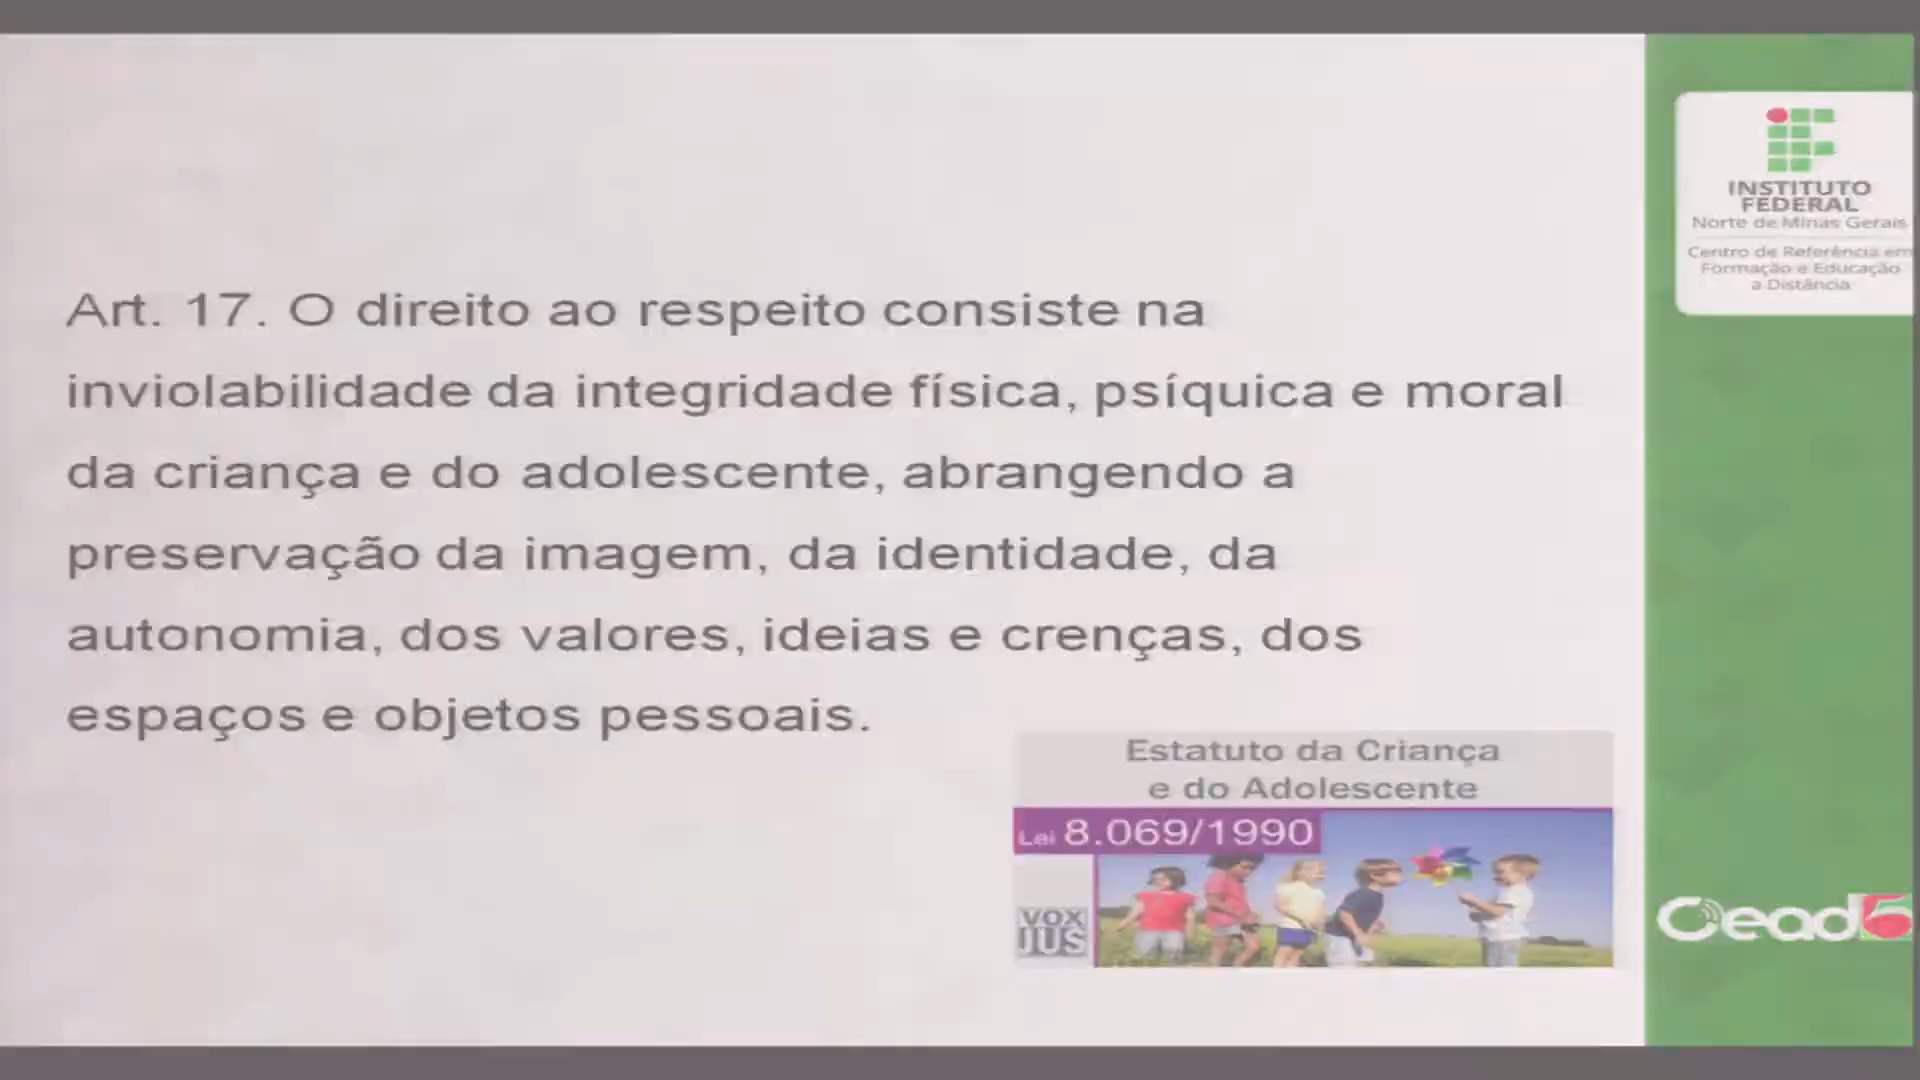 Art. 17. O direito ao respeito consiste na
inviolabilidade da integridade física, psíquica e moral
da criança e do adolescente, abrangendo a
preservação da imagem, da identidade, da
autonomia, dos valores, ideias e crenças, dos
espaços e objetos pessoais.
Estatuto da Criança
e do Adolescente
Lei 8.069/1990
VOX
JUS
INSTITUTO
FEDERAL
Norte de Minas Gerais
Centro de Referência em
Formação e Educação
a Distância
Cead5